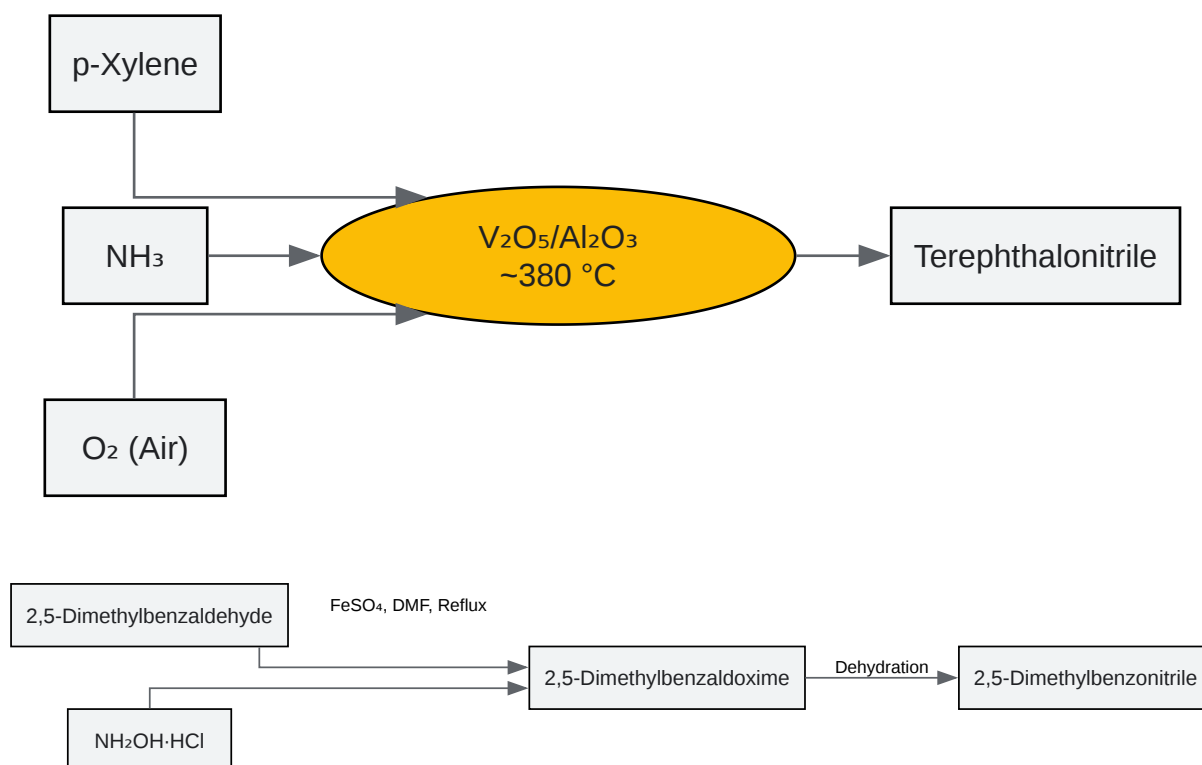 p-Xylene
NH₃
V₂O₅/Al₂O₃
~380 °C
Terephthalonitrile
O₂ (Air)
2,5-Dimethylbenzaldehyde
FeSO₄, DMF, Reflux
2,5-Dimethylbenzaldoxime
Dehydration
2,5-Dimethylbenzonitrile
NH₂OH·HCl